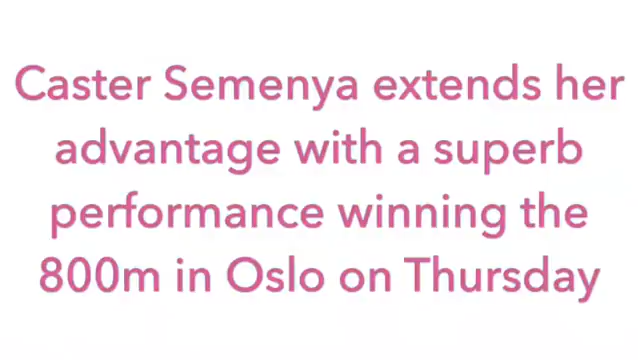 Caster Semenya extends her
advantage with a superb
performance winning the
800m in Oslo on Thursday